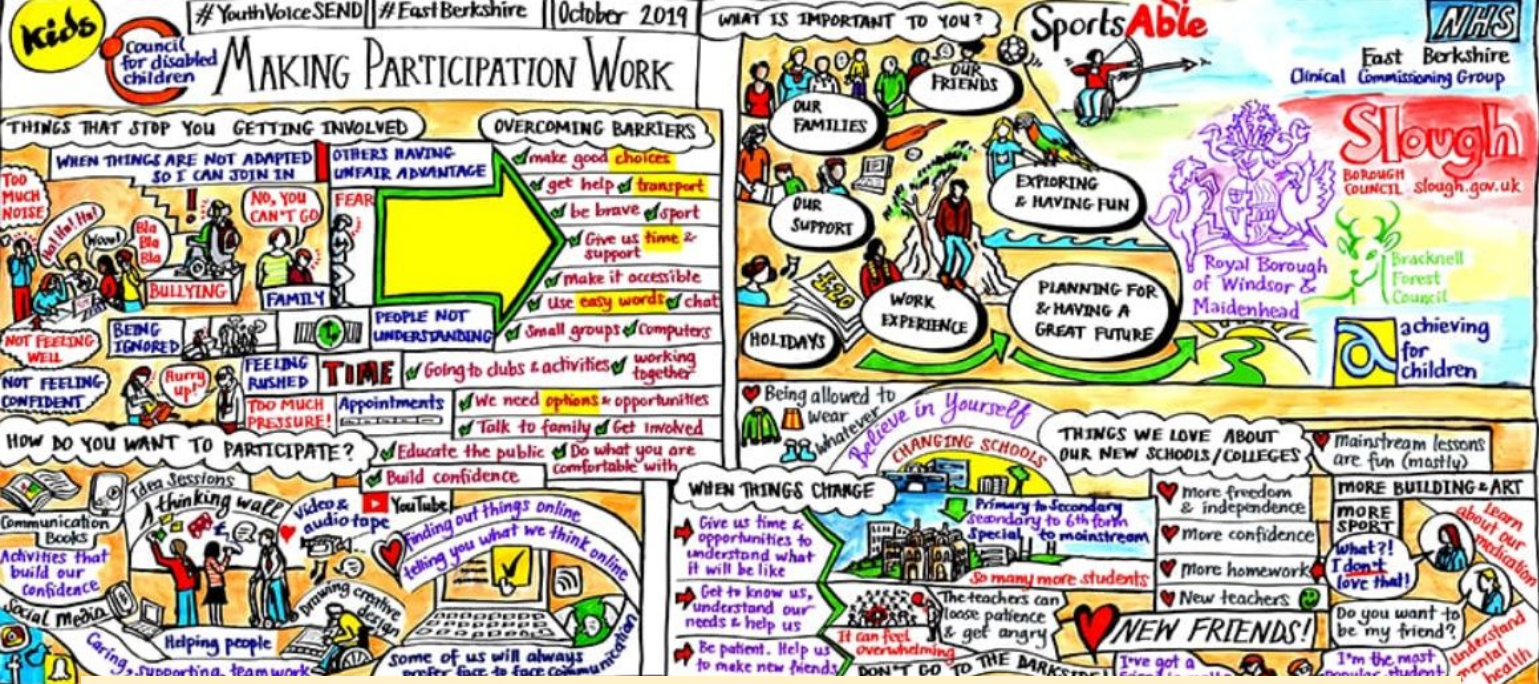 Kids
Council
for disabled
children
#YouthVoiceSEND
#EastBerkshire
October 2019
MAKING PARTICIPATION WORK
THINGS THAT STOP YOU GETTING INVOLVED
WHEN THINGS ARE NOT ADAPTED
SO I CAN JOIN IN
OTHERS HAVING
UNFAIR ADVANTAGE
TOO
MUCH
NOISE
Ha! Ha! Ha!
Wow!
Bla
Bla
Bla
!!
NO, YOU
CAN'T GO
FEAR
BULLYING
FAMILY
NOT FEELING
WELL
BEING
IGNORED
PEOPLE NOT
UNDERSTANDING
NOT FEELING
CONFIDENT
Hurry
up!
FEELING
RUSHED
TIME
TOO MUCH
PRESSURE!
Appointments
OVERCOMING BARRIERS
make good choices
get help transport
be brave sport
Give us time &
support
make it accessible
use easy words chat
Small groups Computers
Going to clubs & activities working
together
We need options & opportunities
Talk to family Get involved
Educate the public Do what you are
comfortable with
Build confidence
HOW DO YOU WANT TO PARTICIPATE?
Communication
Books
Idea Sessions
thinking wall
Video &
audio tape
YouTube
Activities that
build our
confidence
Social Media
Helping people
Caring, supporting, teamwork
Drawing creative
design
Finding out things online
telling you what we think online
Some of us will always
prefer face to face communication
WHAT IS IMPORTANT TO YOU?
OUR
FAMILIES
OUR
FRIENDS
OUR
SUPPORT
EXPLORING
& HAVING FUN
£20
HOLIDAYS
WORK
EXPERIENCE
PLANNING FOR
& HAVING A
GREAT FUTURE
SportsAble
NHS
East Berkshire
Clinical Commissioning Group
Slough
BOROUGH
COUNCIL slough.gov.uk
Royal Borough
of Windsor &
Maidenhead
Bracknell
Forest
Council
achieving
for
children
Being allowed to
wear
whatever
Believe in Yourself
CHANGING SCHOOLS
WHEN THINGS CHANGE
Give us time &
opportunities to
understand what
it will be like
Get to know us,
understand our
needs & help us
Be patient. Help us
to make new friends
Primary to Secondary
secondary to 6th form
Special to mainstream
So many more students
It can feel
overwhelming
The teachers can
loose patience
& get angry
DON'T GO TO THE DARKSIDE!
THINGS WE LOVE ABOUT
OUR NEW SCHOOLS/COLLEGES
more freedom
& independence
more confidence
more homework
New teachers
NEW FRIENDS!
mainstream lessons
are fun (mostly)
MORE BUILDING & ART
MORE
SPORT
What?!
I don't
love that!
Learn
about our
medication
Do you want to
be my friend?
understand
mental
health
I've got a
I'm the most
popular student